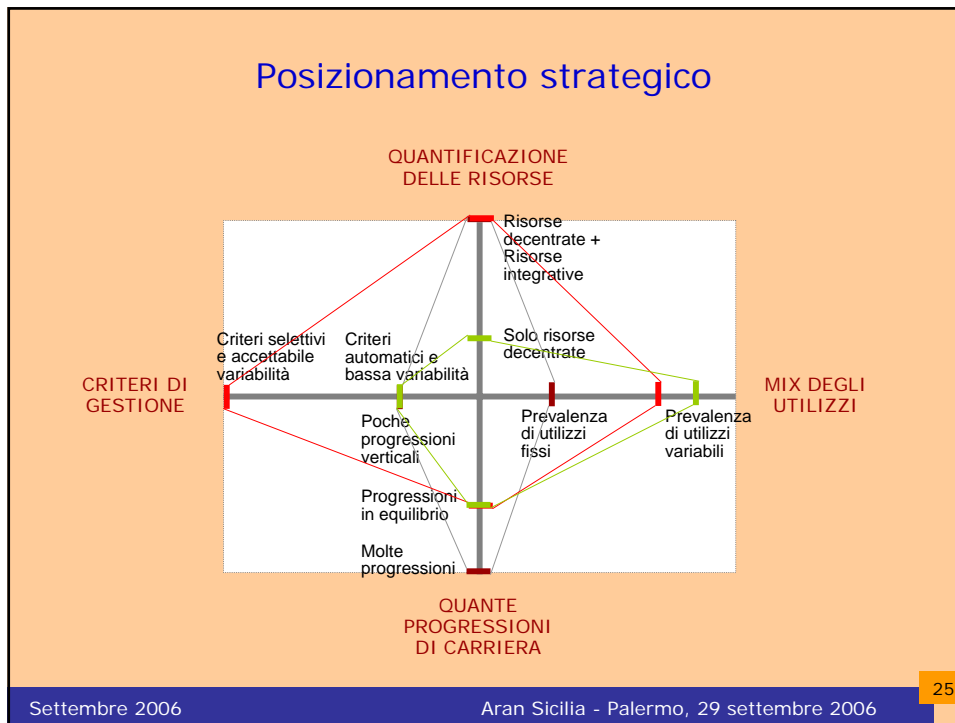 Posizionamento strategico
QUANTIFICAZIONE
DELLE RISORSE
Risorse
decentrate +
Risorse
integrative
Criteri selettivi
e accettabile
variabilità
Criteri
automatici e
bassa variabilità
Solo risorse
decentrate
CRITERI DI
GESTIONE
MIX DEGLI
UTILIZZI
Poche
progressioni
verticali
Prevalenza
di utilizzi
fissi
Prevalenza
di utilizzi
variabili
Progressioni
in equilibrio
Molte
progressioni
QUANTE
PROGRESSIONI
DI CARRIERA
25
Settembre 2006
Aran Sicilia - Palermo, 29 settembre 2006